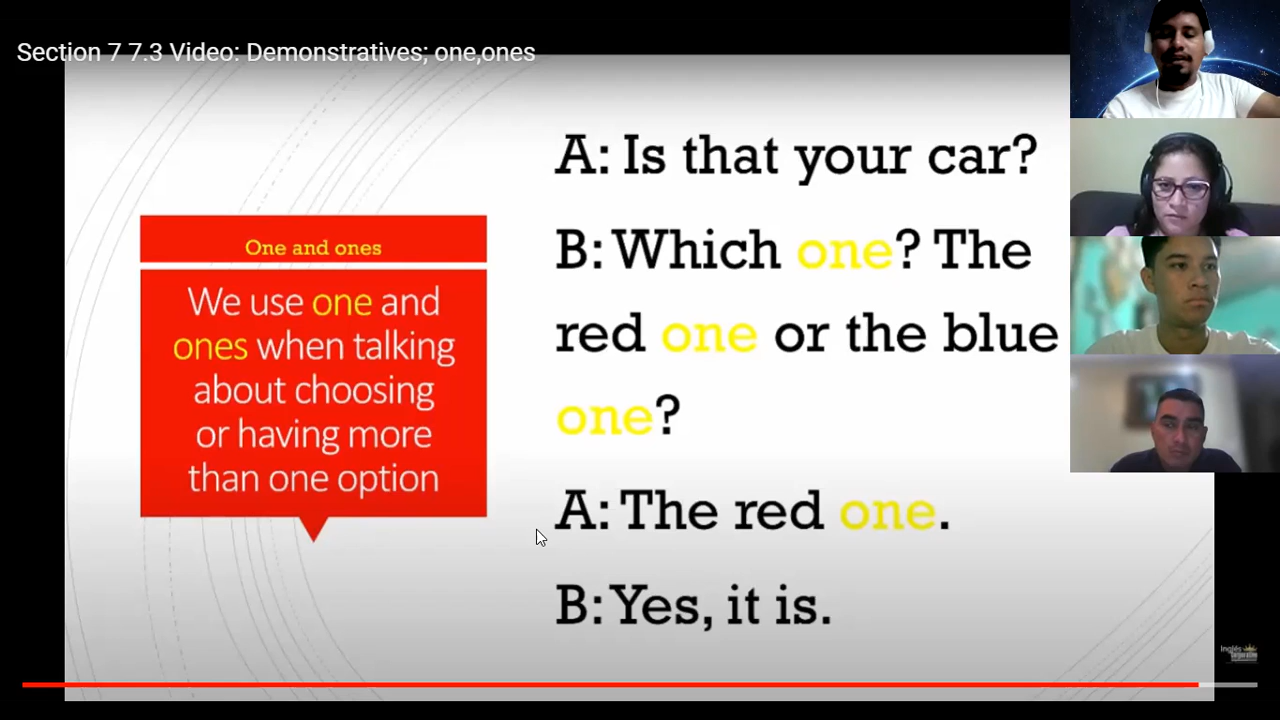 Section 7 7.3 Video: Demonstratives; one,ones
One and ones
We use one and
ones when talking
about choosing
or having more
than one option
A: Is that your car?
B: Which one? The
red one or the blue
one?
A: The red one.
B: Yes, it is.
Inglés